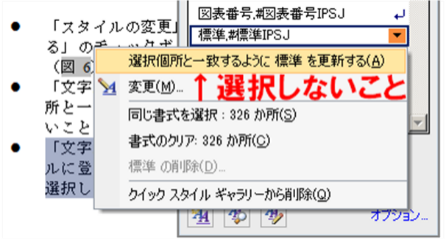 図表番号,#図表番号IPSJ
標準,#標準IPSJ
● 「スタイルの変更」
る」の
(図 6)
● 「文字
所と一
いこと
● 「文字
ルに登
選択し
選択個所と一致するように 標準 を更新する(A)
変更(M)...
↑選択しないこと
同じ書式を選択 : 326 か所(S)
書式のクリア: 326 か所(C)
標準 の削除(D)...
クイック スタイル ギャラリーから削除(Q)
オプション...